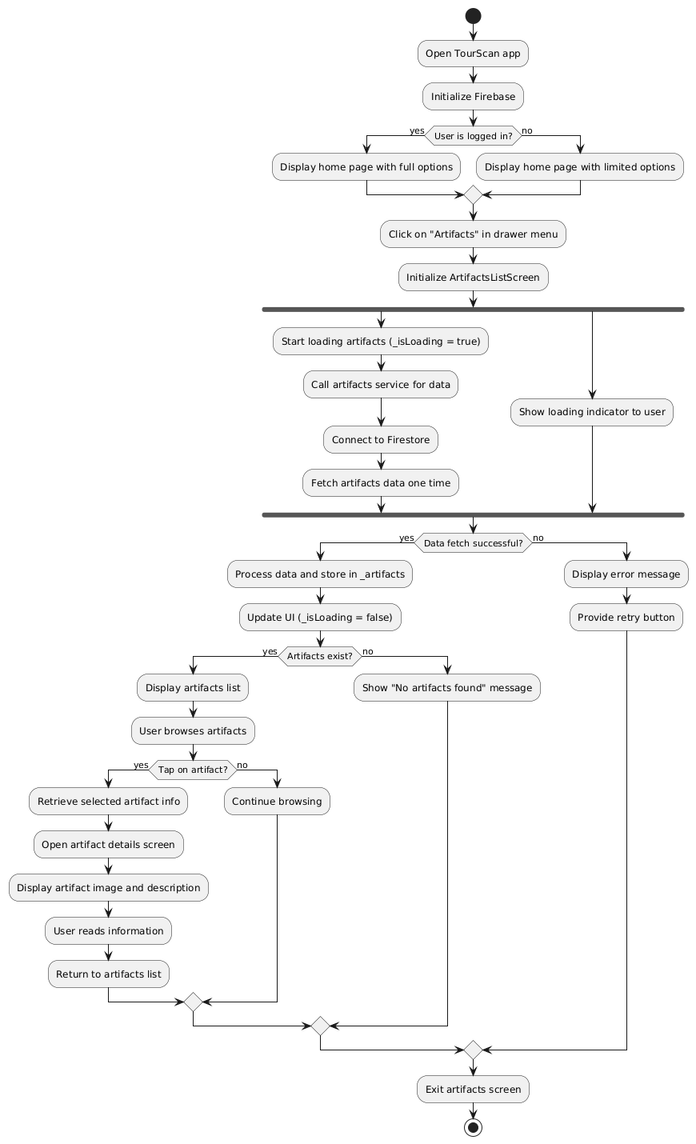 Open TourScan app
Initialize Firebase
yes
User is logged in?
no
Display home page with full options
Display home page with limited options
Click on "Artifacts" in drawer menu
Initialize ArtifactsListScreen
Start loading artifacts (_isLoading = true)
Call artifacts service for data
Show loading indicator to user
Connect to Firestore
Fetch artifacts data one time
yes
Data fetch successful?
no
Process data and store in _artifacts
Display error message
Update UI (_isLoading = false)
Provide retry button
yes
Artifacts exist?
no
Display artifacts list
Show "No artifacts found" message
User browses artifacts
yes
Tap on artifact?
no
Retrieve selected artifact info
Continue browsing
Open artifact details screen
Display artifact image and description
User reads information
Return to artifacts list
Exit artifacts screen